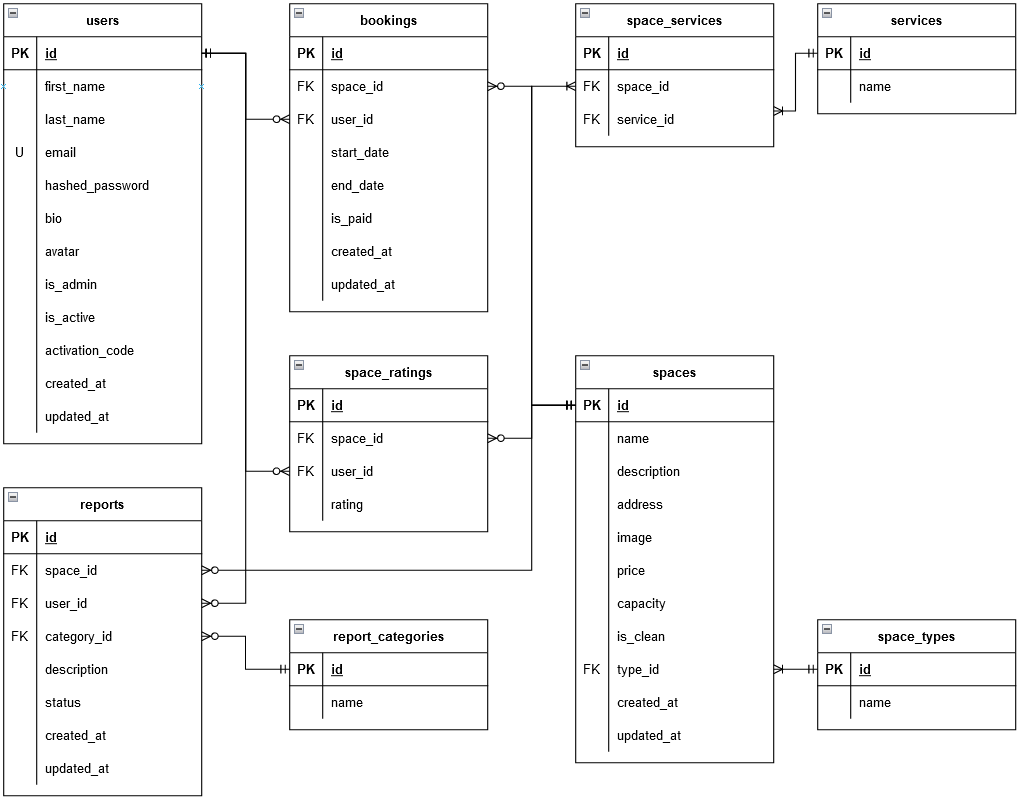 users
PK id
first_name
last_name
U email
hashed_password
bio
avatar
is_admin
is_active
activation_code
created_at
updated_at
bookings
PK id
FK space_id
FK user_id
start_date
end_date
is_paid
created_at
updated_at
space_services
PK id
FK space_id
FK service_id
services
PK id
name
space_ratings
PK id
FK space_id
FK user_id
rating
spaces
PK id
name
description
address
image
price
capacity
is_clean
FK type_id
created_at
updated_at
reports
PK id
FK space_id
FK user_id
FK category_id
description
status
created_at
updated_at
report_categories
PK id
name
space_types
PK id
name